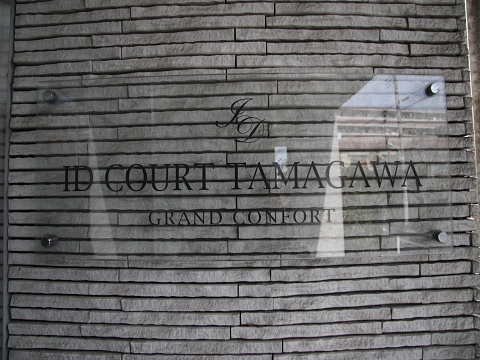 ID
ID COURT TAMAGAWA
GRAND CONFORT